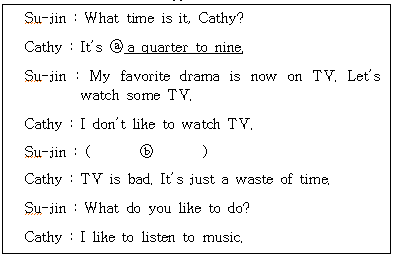 Su-jin : What time is it, Cathy?
Cathy : It's ⓐ a quarter to nine.
Su-jin : My favorite drama is now on TV. Let's
watch some TV.
Cathy : I don't like to watch TV.
Su-jin : ( ⓑ )
Cathy : TV is bad. It's just a waste of time.
Su-jin : What do you like to do?
Cathy : I like to listen to music.